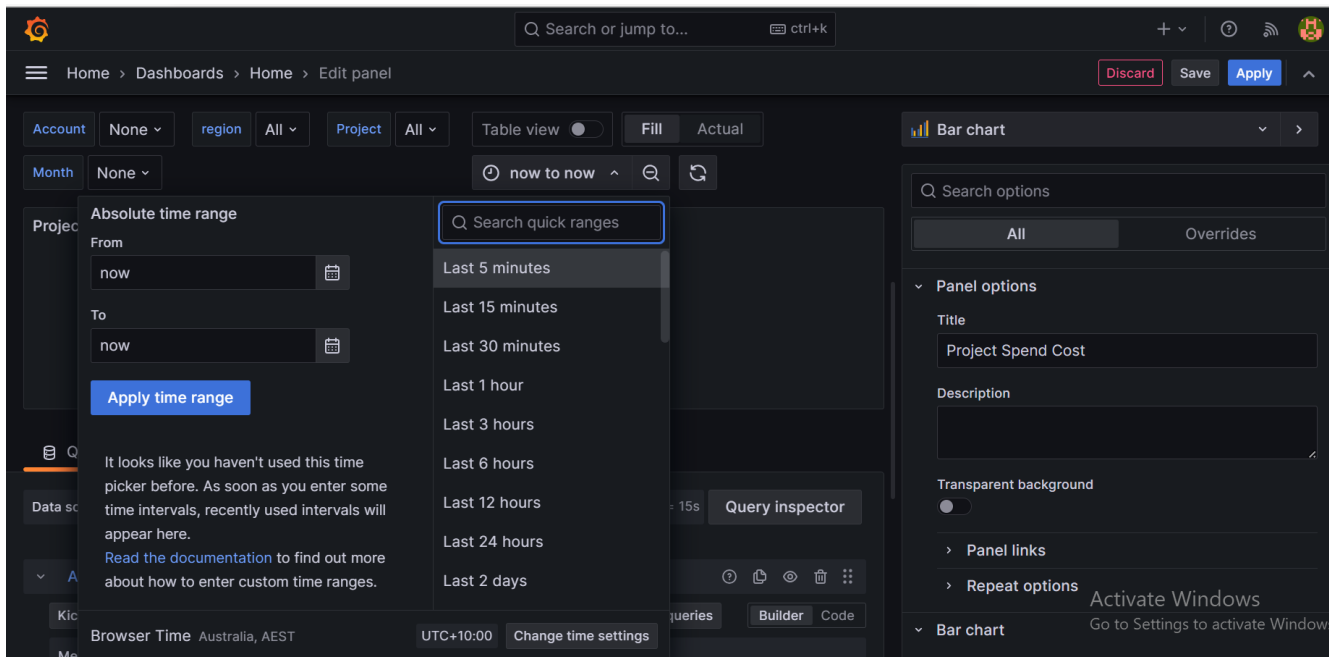 Search or jump to...
ctrl+k
Home › Dashboards › Home › Edit panel
Discard
Save
Apply
Account
None
region
All
Project
All
Table view
Fill
Actual
Month
None
now to now
Bar chart
Search options
All
Overrides
Absolute time range
From
now
To
now
Apply time range
It looks like you haven't used this time
picker before. As soon as you enter some
time intervals, recently used intervals will
appear here.
Read the documentation to find out more
about how to enter custom time ranges.
Search quick ranges
Last 5 minutes
Last 15 minutes
Last 30 minutes
Last 1 hour
Last 3 hours
Last 6 hours
Last 12 hours
Last 24 hours
Last 2 days
Browser Time Australia, AEST
UTC+10:00
Change time settings
Projec
Q
Data sc
= 15s
Query inspector
A
Kic
queries
Builder
Code
Me
Panel options
Title
Project Spend Cost
Description
Transparent background
Panel links
Repeat options
Bar chart
Activate Windows
Go to Settings to activate Window